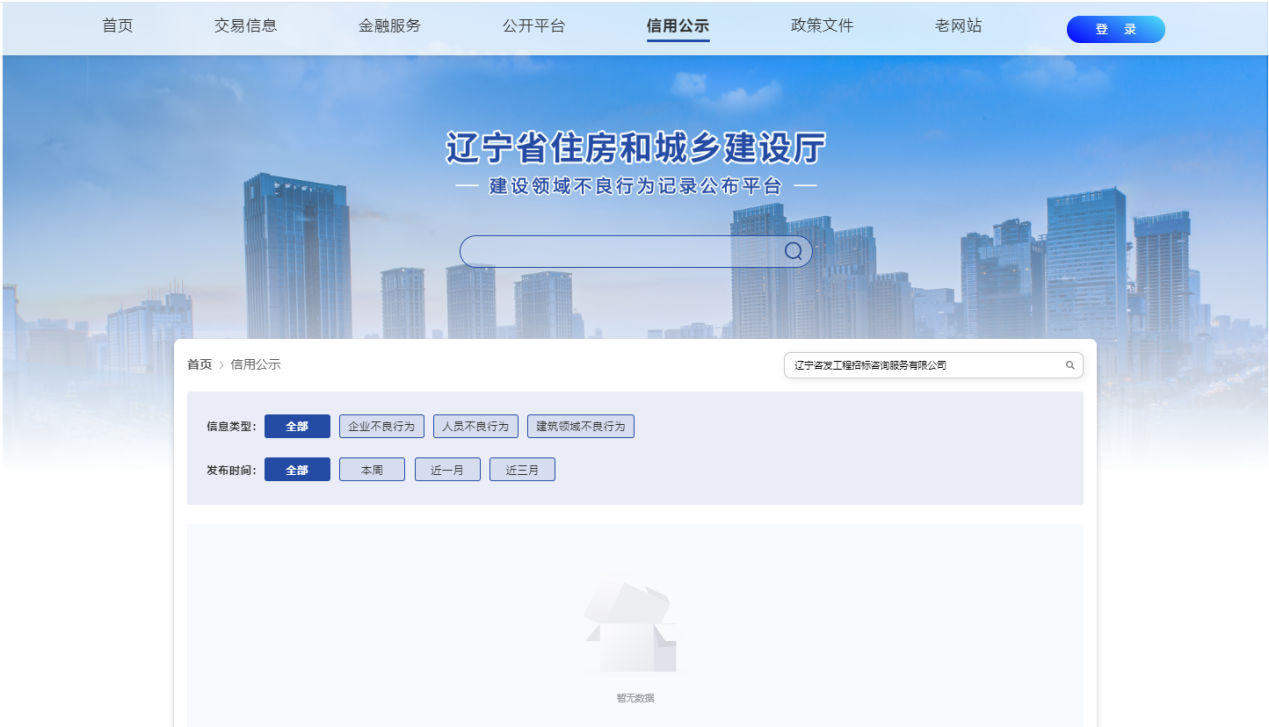 首页 交易信息 金融服务 公开平台 信用公示 政策文件 老网站 登 录
辽宁省住房和城乡建设厅
建设领域不良行为记录公布平台
首页 > 信用公示 辽宁咨发工程招标咨询服务有限公司
信息类型： 全部 企业不良行为 人员不良行为 建筑领域不良行为
发布时间： 全部 本周 近一月 近三月
暂无数据